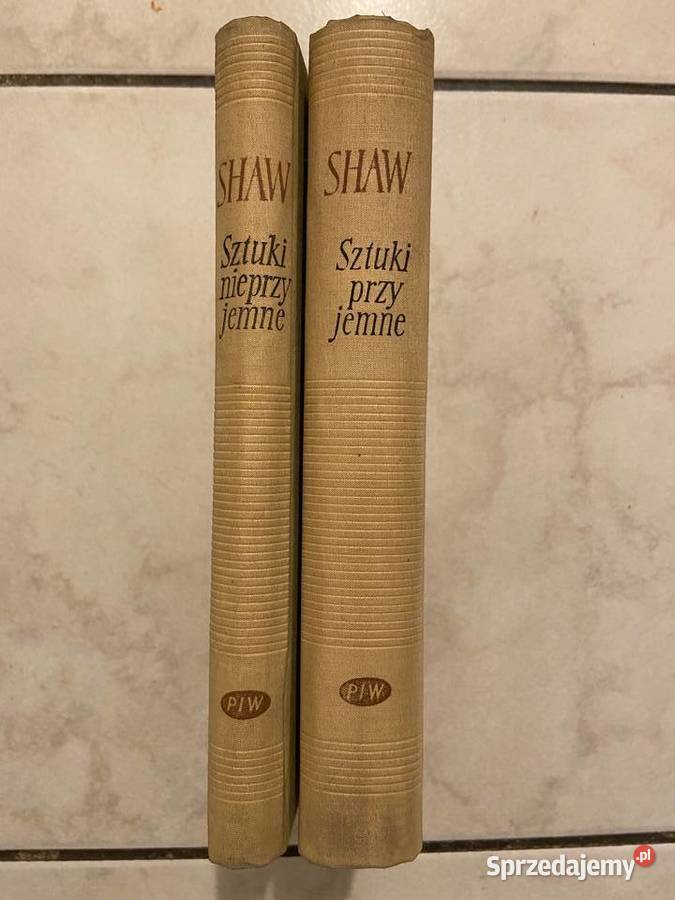 SHAW
Sztuki
nieprzy
jemne
PIW
SHAW
Sztuki
przy
jemne
PIW
Sprzedajemy.pl